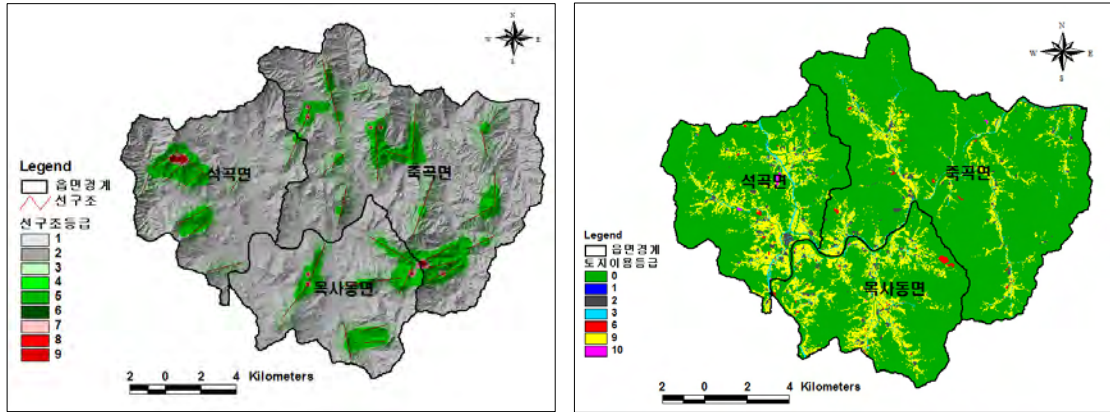 N
W E
S
석곡면
죽곡면
목사동면
Legend
읍면경계
선구조
선구조등급
1
2
3
4
5
6
7
8
9
2 0 2 4 Kilometers
N
W E
S
석곡면
죽곡면
목사동면
Legend
읍면경계
토지이용등급
0
1
2
3
6
9
10
2 0 2 4 Kilometers